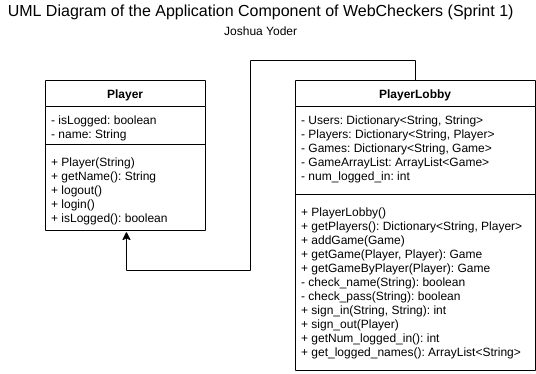 UML Diagram of the Application Component of WebCheckers (Sprint 1)
Joshua Yoder
Player
- isLogged: boolean
- name: String
+ Player(String)
+ getName(): String
+ logout()
+ login()
+ isLogged(): boolean
PlayerLobby
- Users: Dictionary<String, String>
- Players: Dictionary<String, Player>
- Games: Dictionary<String, Game>
- GameArrayList: ArrayList<Game>
- num_logged_in: int
+ PlayerLobby()
+ getPlayers(): Dictionary<String, Player>
+ addGame(Game)
+ getGame(Player, Player): Game
+ getGameByPlayer(Player): Game
- check_name(String): boolean
- check_pass(String): boolean
+ sign_in(String, String): int
+ sign_out(Player)
+ getNum_logged_in(): int
+ get_logged_names(): ArrayList<String>